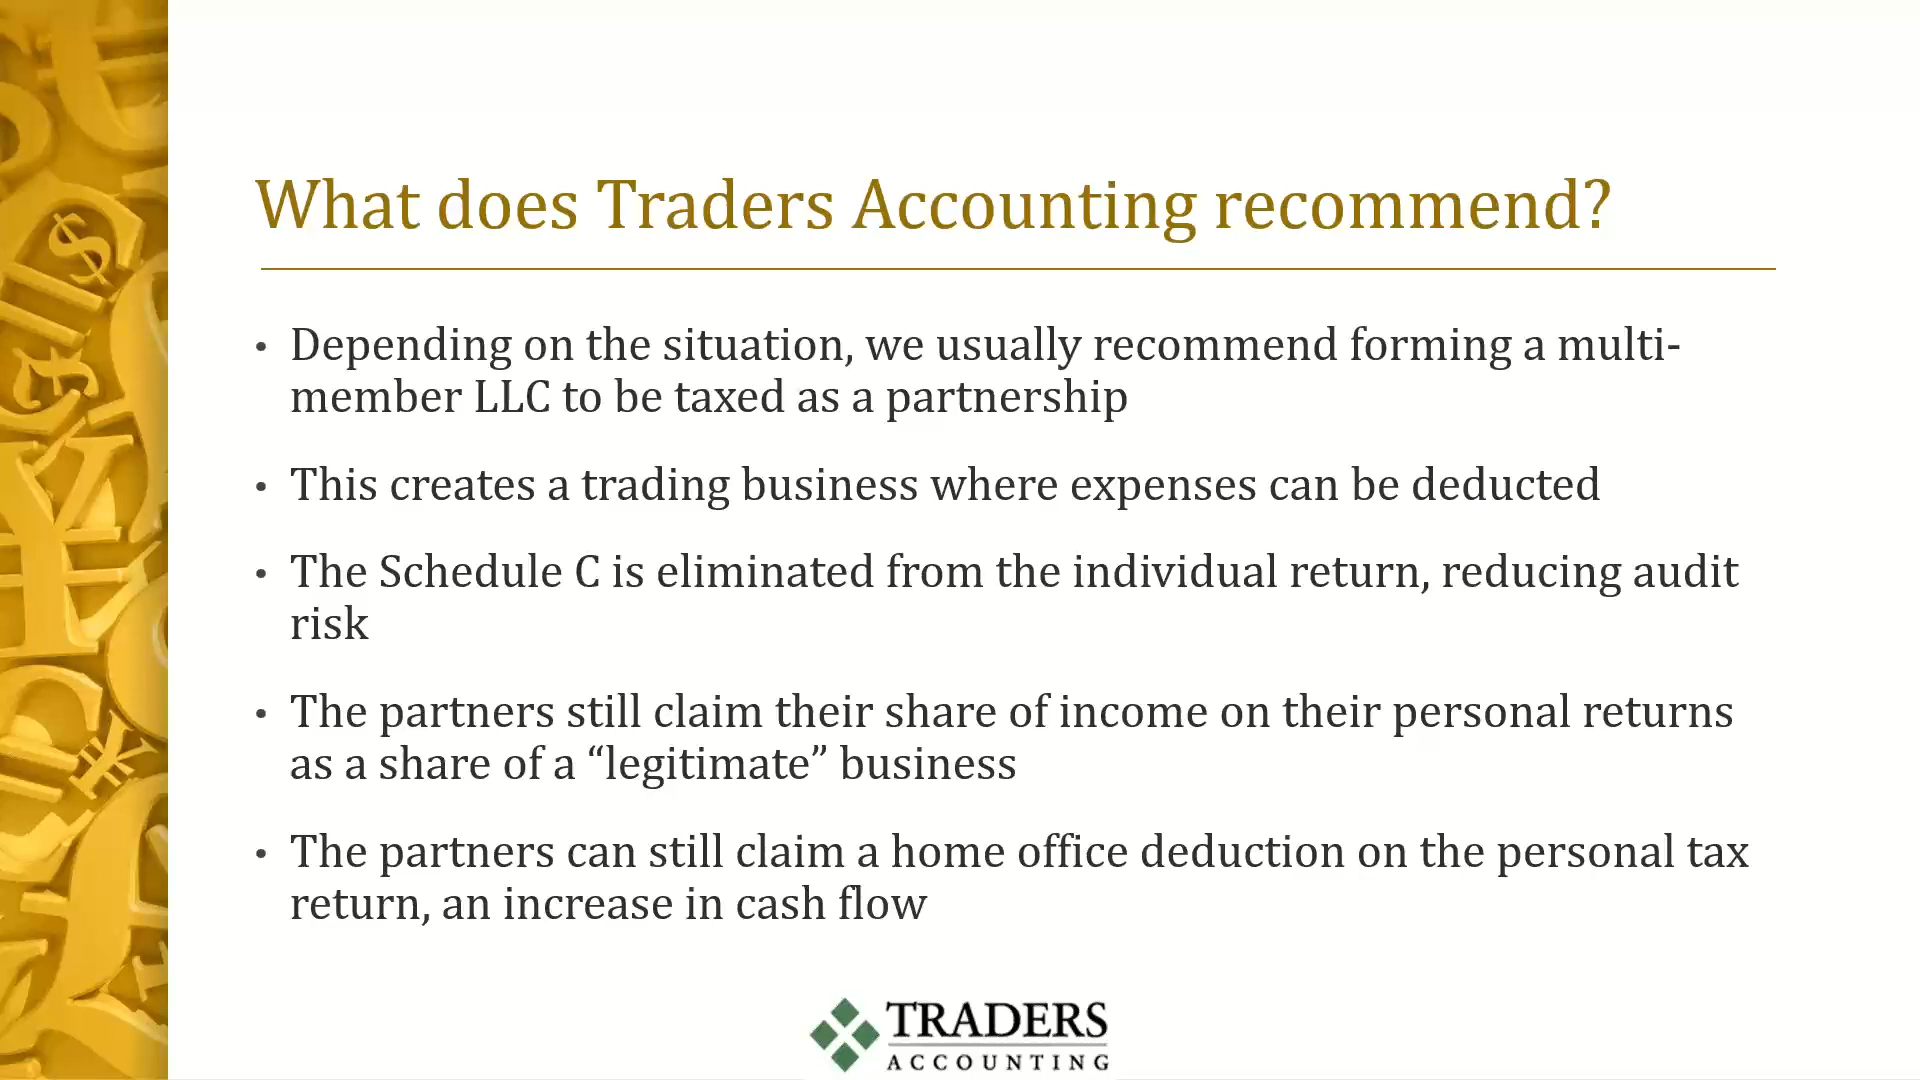 What does Traders Accounting recommend?
• Depending on the situation, we usually recommend forming a multi-
member LLC to be taxed as a partnership
• This creates a trading business where expenses can be deducted
• The Schedule C is eliminated from the individual return, reducing audit
risk
• The partners still claim their share of income on their personal returns
as a share of a “legitimate” business
• The partners can still claim a home office deduction on the personal tax
return, an increase in cash flow
TRADERS
ACCOUNTING